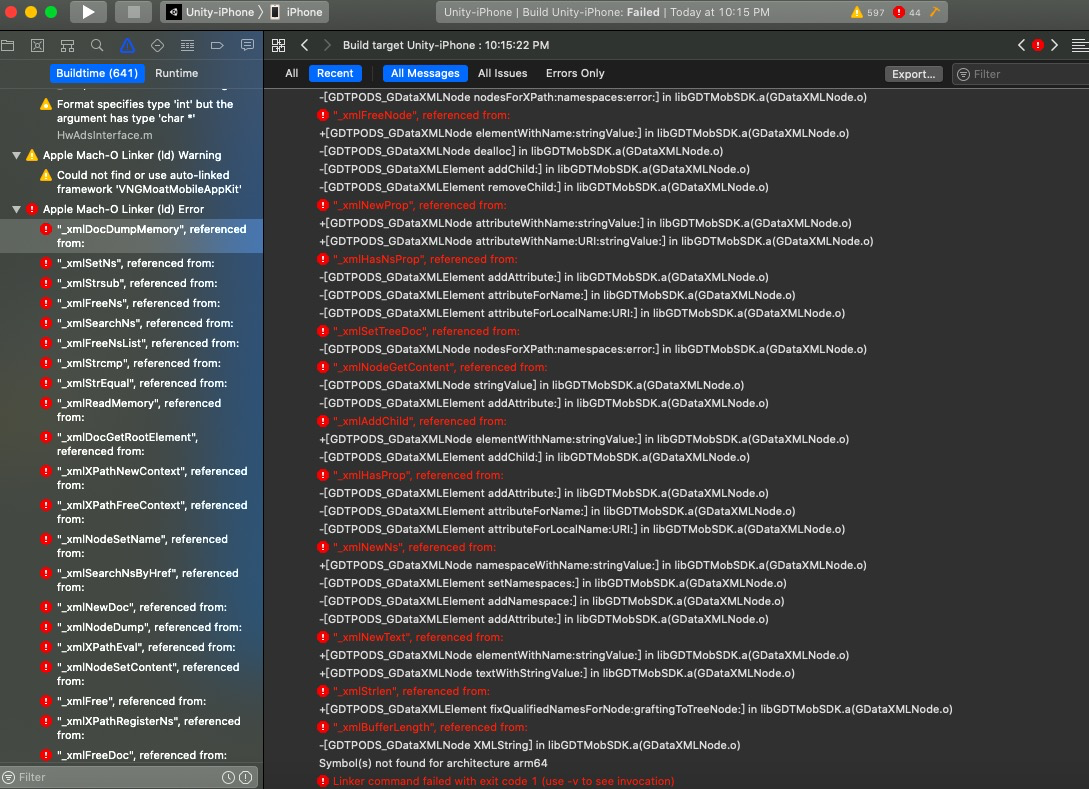 Unity-iPhone 〉 iPhone
Unity-iPhone | Build Unity-iPhone: Failed | Today at 10:15 PM
597
44
Build target Unity-iPhone : 10:15:22 PM
Buildtime (641)
Runtime
All
Recent
All Messages
All Issues
Errors Only
Export...
Filter
Format specifies type 'int' but the
argument has type 'char *'
HwAdsInterface.m
Apple Mach-O Linker (ld) Warning
Could not find or use auto-linked
framework 'VNGMoatMobileAppKit'
Apple Mach-O Linker (ld) Error
"_xmlDocDumpMemory", referenced
from:
"_xmlSetNs", referenced from:
"_xmlStrsub", referenced from:
"_xmlFreeNs", referenced from:
"_xmlSearchNs", referenced from:
"_xmlFreeNsList", referenced from:
"_xmlStrcmp", referenced from:
"_xmlStrEqual", referenced from:
"_xmlReadMemory", referenced
from:
"_xmlDocGetRootElement",
referenced from:
"_xmlXPathNewContext", referenced
from:
"_xmlXPathFreeContext", referenced
from:
"_xmlNodeSetName", referenced
from:
"_xmlSearchNsByHref", referenced
from:
"_xmlNewDoc", referenced from:
"_xmlNodeDump", referenced from:
"_xmlXPathEval", referenced from:
"_xmlNodeSetContent", referenced
from:
"_xmlFree", referenced from:
"_xmlXPathRegisterNs", referenced
from:
"_xmlFreeDoc", referenced from:
Filter
-[GDTPODS_GDataXMLNode nodesForXPath:namespaces:error:] in libGDTMobSDK.a(GDataXMLNode.o)
"_xmlFreeNode", referenced from:
+[GDTPODS_GDataXMLNode elementWithName:stringValue:] in libGDTMobSDK.a(GDataXMLNode.o)
-[GDTPODS_GDataXMLNode dealloc] in libGDTMobSDK.a(GDataXMLNode.o)
-[GDTPODS_GDataXMLElement addChild:] in libGDTMobSDK.a(GDataXMLNode.o)
-[GDTPODS_GDataXMLElement removeChild:] in libGDTMobSDK.a(GDataXMLNode.o)
"_xmlNewProp", referenced from:
+[GDTPODS_GDataXMLNode attributeWithName:stringValue:] in libGDTMobSDK.a(GDataXMLNode.o)
+[GDTPODS_GDataXMLNode attributeWithName:URI:stringValue:] in libGDTMobSDK.a(GDataXMLNode.o)
"_xmlHasNsProp", referenced from:
-[GDTPODS_GDataXMLElement addAttribute:] in libGDTMobSDK.a(GDataXMLNode.o)
-[GDTPODS_GDataXMLElement attributeForName:] in libGDTMobSDK.a(GDataXMLNode.o)
-[GDTPODS_GDataXMLElement attributeForLocalName:URI:] in libGDTMobSDK.a(GDataXMLNode.o)
"_xmlSetTreeDoc", referenced from:
-[GDTPODS_GDataXMLNode nodesForXPath:namespaces:error:] in libGDTMobSDK.a(GDataXMLNode.o)
"_xmlNodeGetContent", referenced from:
-[GDTPODS_GDataXMLNode stringValue] in libGDTMobSDK.a(GDataXMLNode.o)
-[GDTPODS_GDataXMLElement addAttribute:] in libGDTMobSDK.a(GDataXMLNode.o)
"_xmlAddChild", referenced from:
+[GDTPODS_GDataXMLNode elementWithName:stringValue:] in libGDTMobSDK.a(GDataXMLNode.o)
-[GDTPODS_GDataXMLElement addChild:] in libGDTMobSDK.a(GDataXMLNode.o)
"_xmlHasProp", referenced from:
-[GDTPODS_GDataXMLElement addAttribute:] in libGDTMobSDK.a(GDataXMLNode.o)
-[GDTPODS_GDataXMLElement attributeForName:] in libGDTMobSDK.a(GDataXMLNode.o)
-[GDTPODS_GDataXMLElement attributeForLocalName:URI:] in libGDTMobSDK.a(GDataXMLNode.o)
"_xmlNewNs", referenced from:
+[GDTPODS_GDataXMLNode namespaceWithName:stringValue:] in libGDTMobSDK.a(GDataXMLNode.o)
-[GDTPODS_GDataXMLElement setNamespaces:] in libGDTMobSDK.a(GDataXMLNode.o)
-[GDTPODS_GDataXMLElement addNamespace:] in libGDTMobSDK.a(GDataXMLNode.o)
-[GDTPODS_GDataXMLElement addAttribute:] in libGDTMobSDK.a(GDataXMLNode.o)
"_xmlNewText", referenced from:
+[GDTPODS_GDataXMLNode elementWithName:stringValue:] in libGDTMobSDK.a(GDataXMLNode.o)
+[GDTPODS_GDataXMLNode textWithStringValue:] in libGDTMobSDK.a(GDataXMLNode.o)
"_xmlStrlen", referenced from:
+[GDTPODS_GDataXMLElement fixQualifiedNamesForNode:graftingToTreeNode:] in libGDTMobSDK.a(GDataXMLNode.o)
"_xmlBufferLength", referenced from:
-[GDTPODS_GDataXMLNode XMLString] in libGDTMobSDK.a(GDataXMLNode.o)
Symbol(s) not found for architecture arm64
Linker command failed with exit code 1 (use -v to see invocation)